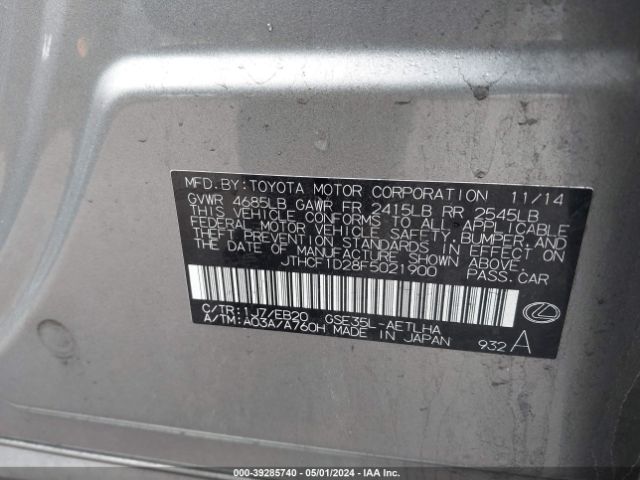 MFD. BY: TOYOTA MOTOR CORPORATION 11/14
GVWR 4685LB GAWR FR 2415LB RR 2545LB
THIS VEHICLE CONFORMS TO ALL APPLICABLE
FEDERAL MOTOR VEHICLE SAFETY, BUMPER, AND
THEFT PREVENTION STANDARDS IN EFFECT ON
THE DATE OF MANUFACTURE SHOWN ABOVE.
JTHCF1D28F5021900 PASS. CAR
C/TR: 1J7/EB20 GSE35L-AETLHA
A/TM: A03A/A760H MADE IN JAPAN 932 A
000-39285740 - 05/01/2024 - IAA Inc.